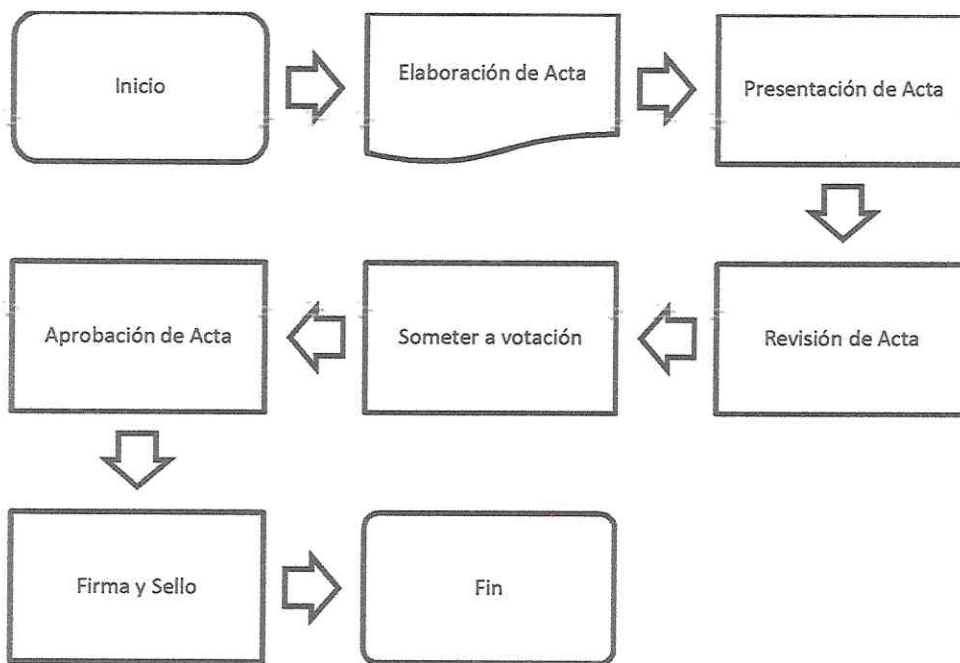 Inicio
Elaboración de Acta
Presentación de Acta
Revisión de Acta
Someter a votación
Aprobación de Acta
Firma y Sello
Fin